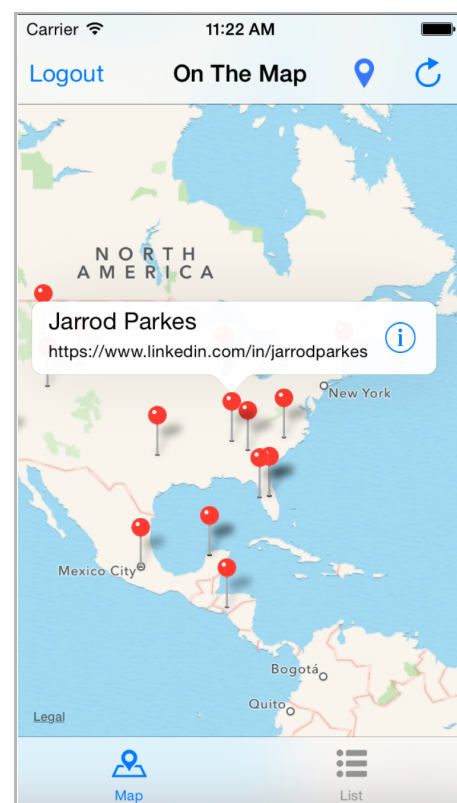 Carrier 11:22 AM
Logout On The Map
NORTH
AMERICA
Jarrod Parkes
https://www.linkedin.com/in/jarrodparkes
New York
Mexico City
Bogotá
Quito
Legal
Map List